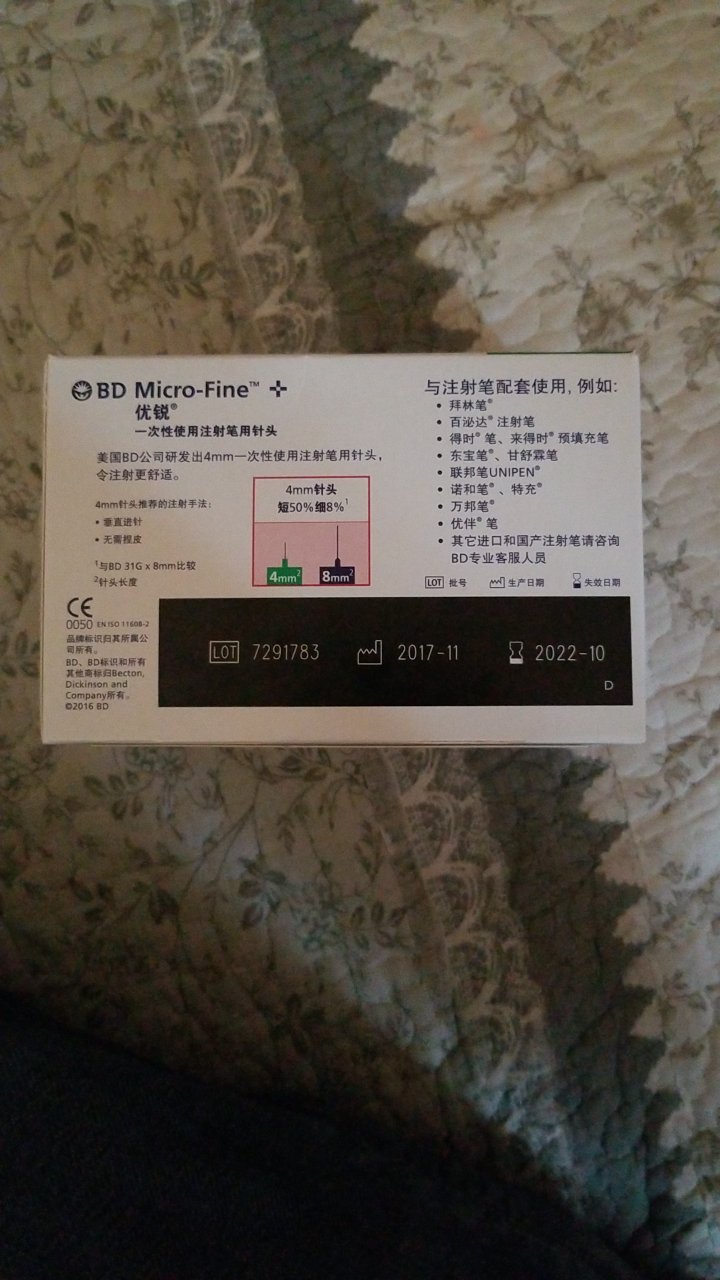 BD Micro-Fine™ +
优锐®
一次性使用注射笔用针头
美国BD公司研发出4mm一次性使用注射笔用针头，
令注射更舒适。
4mm针头推荐的注射手法：
• 垂直进针
• 无需捏皮
¹与BD 31G x 8mm比较
²针头长度
4mm针头
短50%细8%¹
4mm²
8mm²
与注射笔配套使用, 例如:
• 拜林笔®
• 百泌达® 注射笔
• 得时® 笔、来得时® 预填充笔
• 东宝笔®、甘舒霖笔
• 联邦笔UNIPEN®
• 诺和笔®、特充®
• 万邦笔®
• 优伴® 笔
• 其它进口和国产注射笔请咨询
BD专业客服人员
LOT 批号 生产日期 失效日期
CE
0050 EN ISO 11608-2
品牌标识归其所属公
司所有。
BD、BD标识和所有
其他商标归Becton,
Dickinson and
Company所有。
©2016 BD
LOT 7291783 2017-11 2022-10
D